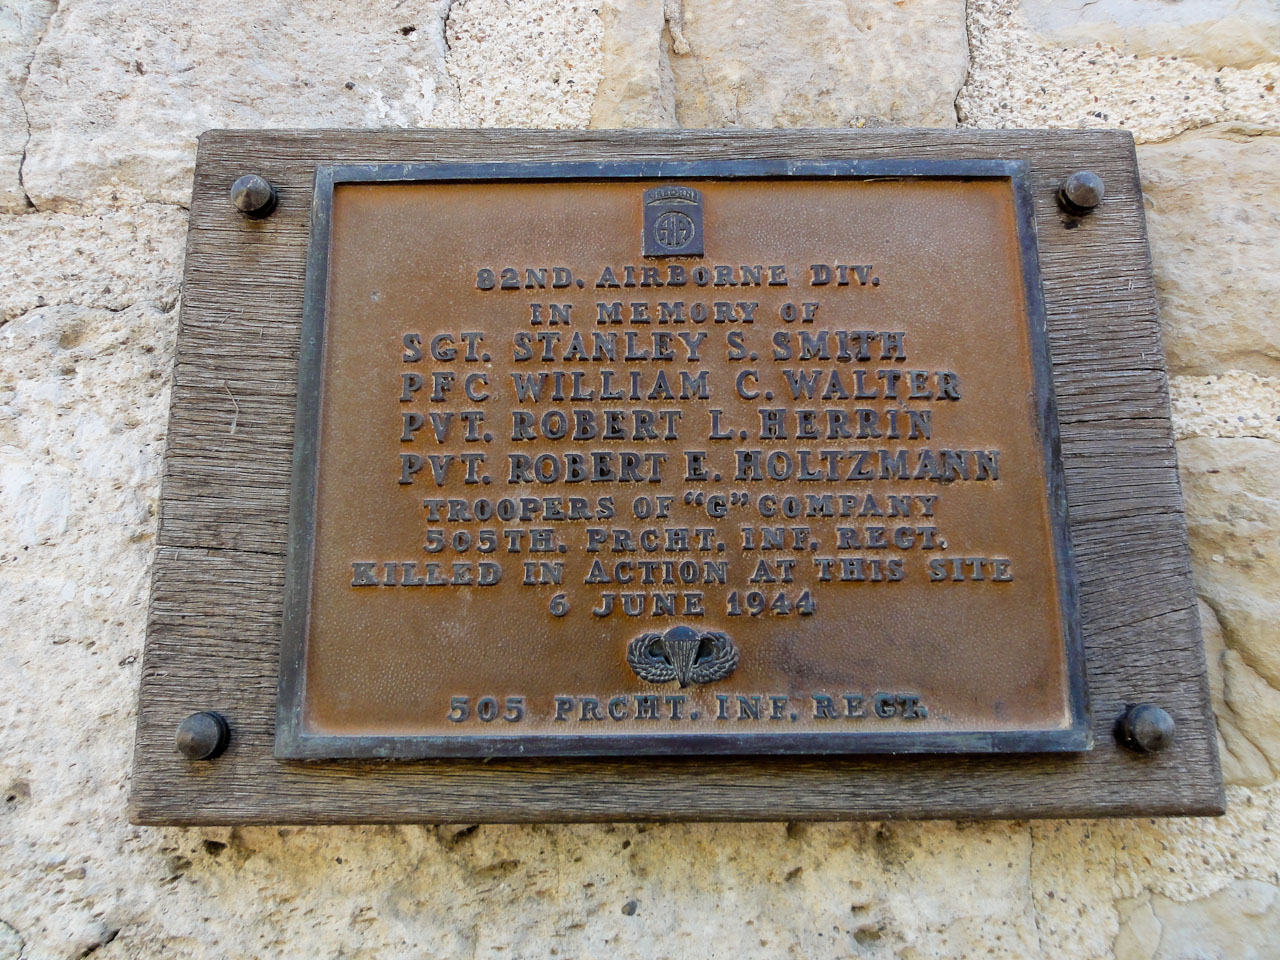 AIRBORNE
82ND. AIRBORNE DIV.
IN MEMORY OF
SGT. STANLEY S. SMITH
PFC WILLIAM C. WALTER
PVT. ROBERT L. HERRIN
PVT. ROBERT E. HOLTZMANN
TROOPERS OF "G" COMPANY
505TH. PRCHT. INF. REGT.
KILLED IN ACTION AT THIS SITE
6 JUNE 1944
505 PRCHT. INF. REGT.